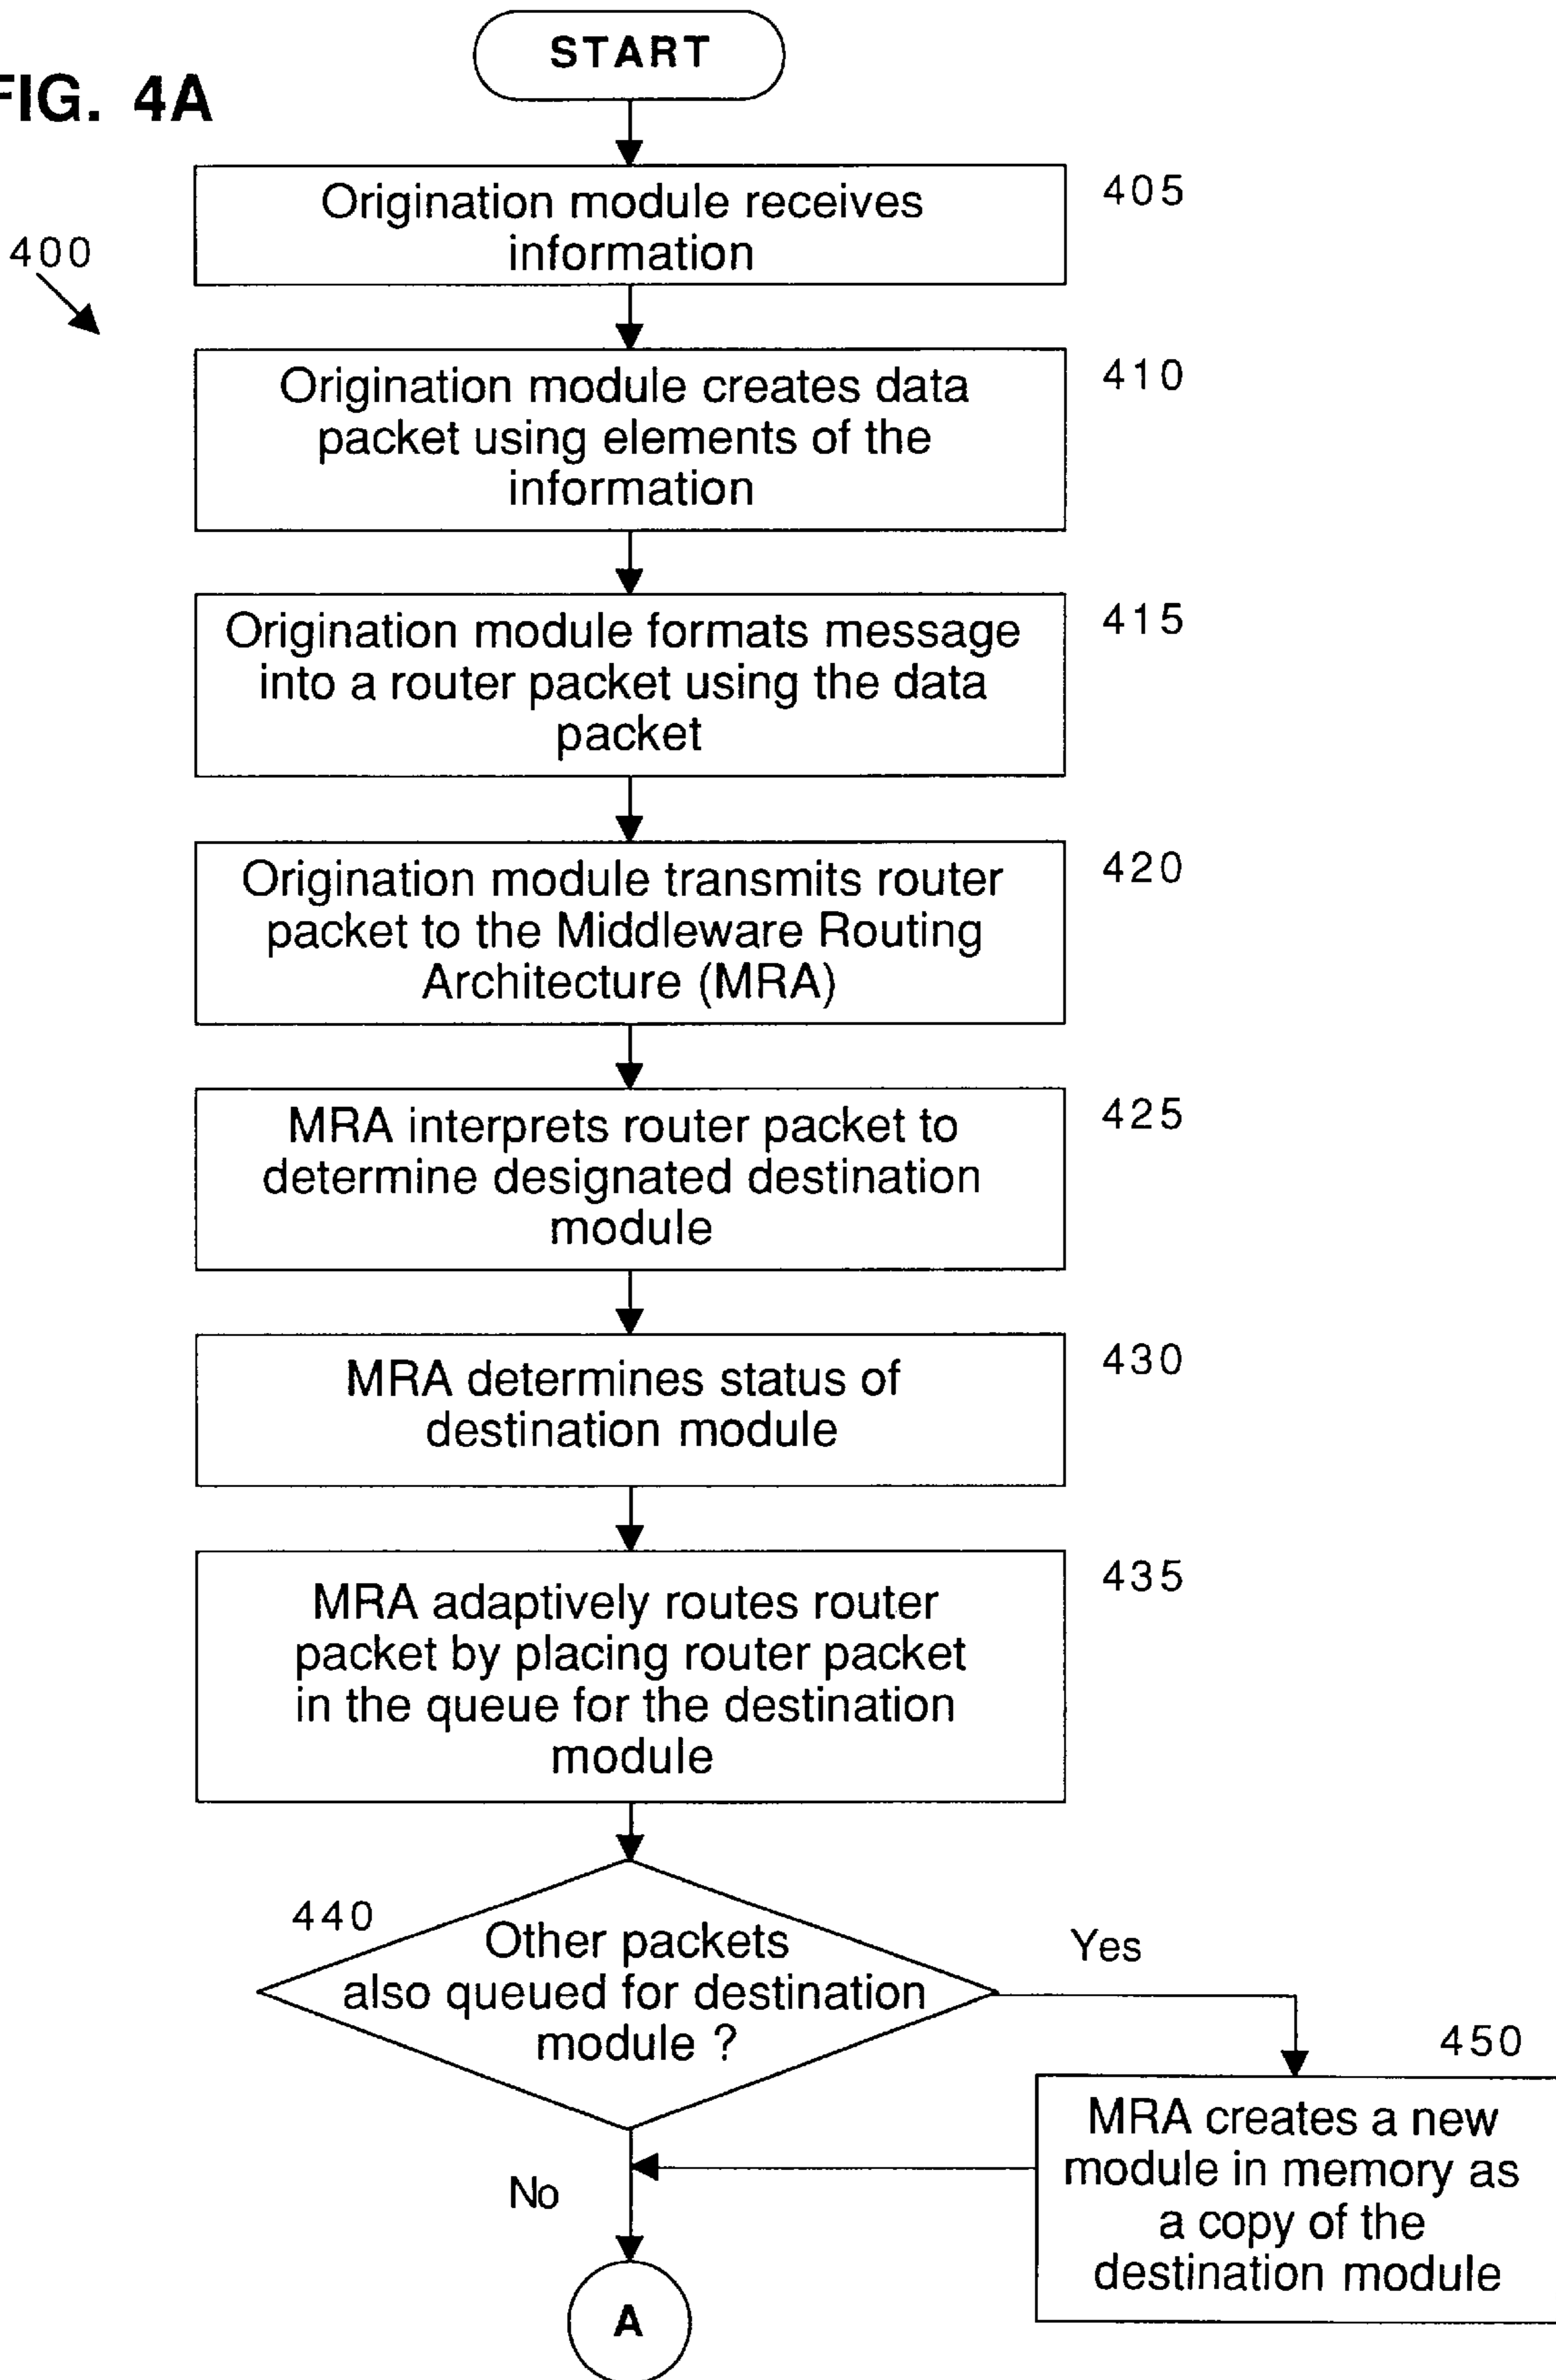 START
FIG. 4A
Origination module receives
information
405
400
Origination module creates data
packet using elements of the
information
410
Origination module formats message
into a router packet using the data
packet
415
Origination module transmits router
packet to the Middleware Routing
Architecture (MRA)
420
MRA interprets router packet to
determine designated destination
module
425
MRA determines status of
destination module
430
MRA adaptively routes router
packet by placing router packet
in the queue for the destination
module
435
440
Other packets
also queued for destination
module ?
Yes
450
MRA creates a new
module in memory as
a copy of the
destination module
No
A